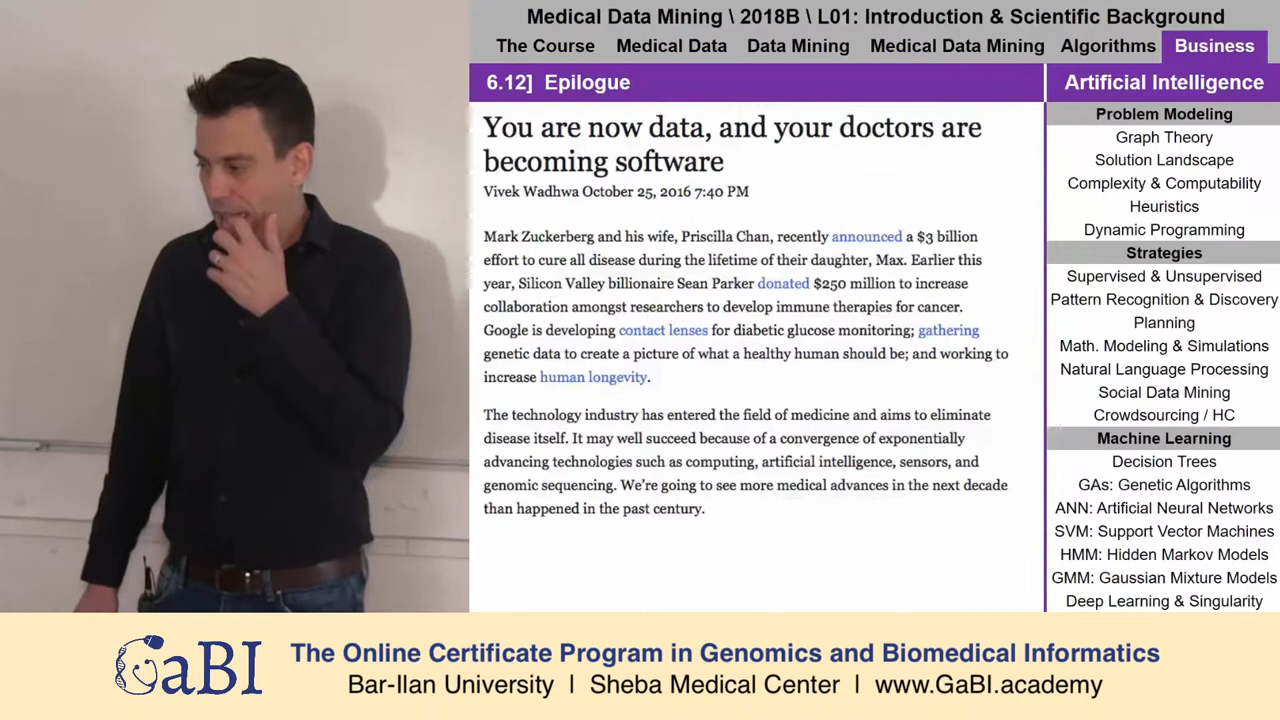 Medical Data Mining \ 2018B \ L01: Introduction & Scientific Background
The Course Medical Data Data Mining Medical Data Mining Algorithms Business
6.12] Epilogue
You are now data, and your doctors are
becoming software
Vivek Wadhwa October 25, 2016 7:40 PM
Mark Zuckerberg and his wife, Priscilla Chan, recently announced a $3 billion
effort to cure all disease during the lifetime of their daughter, Max. Earlier this
year, Silicon Valley billionaire Sean Parker donated $250 million to increase
collaboration amongst researchers to develop immune therapies for cancer.
Google is developing contact lenses for diabetic glucose monitoring; gathering
genetic data to create a picture of what a healthy human should be; and working to
increase human longevity.
The technology industry has entered the field of medicine and aims to eliminate
disease itself. It may well succeed because of a convergence of exponentially
advancing technologies such as computing, artificial intelligence, sensors, and
genomic sequencing. We're going to see more medical advances in the next decade
than happened in the past century.
Artificial Intelligence
Problem Modeling
Graph Theory
Solution Landscape
Complexity & Computability
Heuristics
Dynamic Programming
Strategies
Supervised & Unsupervised
Pattern Recognition & Discovery
Planning
Math. Modeling & Simulations
Natural Language Processing
Social Data Mining
Crowdsourcing / HC
Machine Learning
Decision Trees
GAs: Genetic Algorithms
ANN: Artificial Neural Networks
SVM: Support Vector Machines
HMM: Hidden Markov Models
GMM: Gaussian Mixture Models
Deep Learning & Singularity
GaBI
The Online Certificate Program in Genomics and Biomedical Informatics
Bar-Ilan University | Sheba Medical Center | www.GaBI.academy